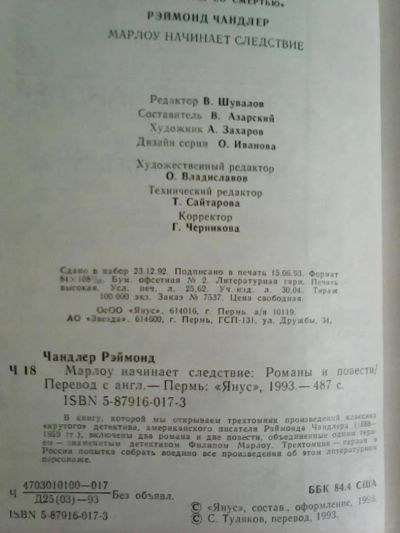 СО СМЕРТЬЮ»
РЭЙМОНД ЧАНДЛЕР
МАРЛОУ НАЧИНАЕТ СЛЕДСТВИЕ
Редактор В. Шувалов
Составитель В. Азарский
Художник А. Захаров
Дизайн серии О. Иванова
Художественный редактор
О. Владиславов
Технический редактор
Т. Сайтарова
Корректор
Г. Черникова
Сдано в набор 23.12.92. Подписано в печать 15.06.93. Формат
84×108/32. Бум. офсетная № 2. Литературная гарн. Печать
высокая. Усл. печ. л. 25,62. Уч.-изд. л. 30,04. Тираж
100 000 экз. Заказ № 7537. Цена свободная.
ОсОО «Янус». 614016, г. Пермь, а/я 10119.
АО «Звезда». 614600, г. Пермь, ГСП-131, ул. Дружбы, 34.
Чандлер Рэймонд
Ч 18 Марлоу начинает следствие: Романы и повести/
Перевод с англ.— Пермь: «Янус», 1993.— 487 с.
ISBN 5-87916-017-3
В книгу, которой мы открываем трехтомник произведений классика
«крутого» детектива, американского писателя Рэймонда Чандлера (1888—
1959 гг.), включены два романа и две повести, объединенные одним геро-
ем — знаменитым детективом Филипом Марлоу. Трехтомник — первая в
России попытка собрать воедино все произведения об этом литературном
персонаже.
Ч 4703010100—017
Д25(03)—93 Без объявл.
ББК 84.4 США
ISBN 5-87916-017-3
© «Янус», состав., оформление, 1993.
© С. Туляков, перевод, 1993.